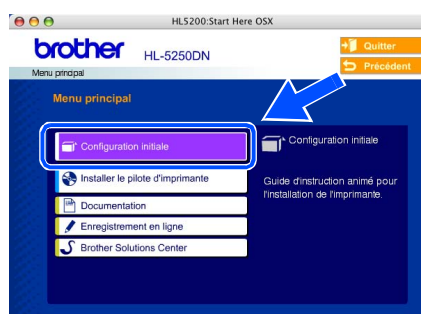 HL5200:Start Here OSX
brother
HL-5250DN
Quitter
Précédent
Menu principal
Menu principal
Configuration initiale
Installer le pilote d'imprimante
Documentation
Enregistrement en ligne
Brother Solutions Center
Configuration initiale
Guide d'instruction animé pour
l'installation de l'imprimante.